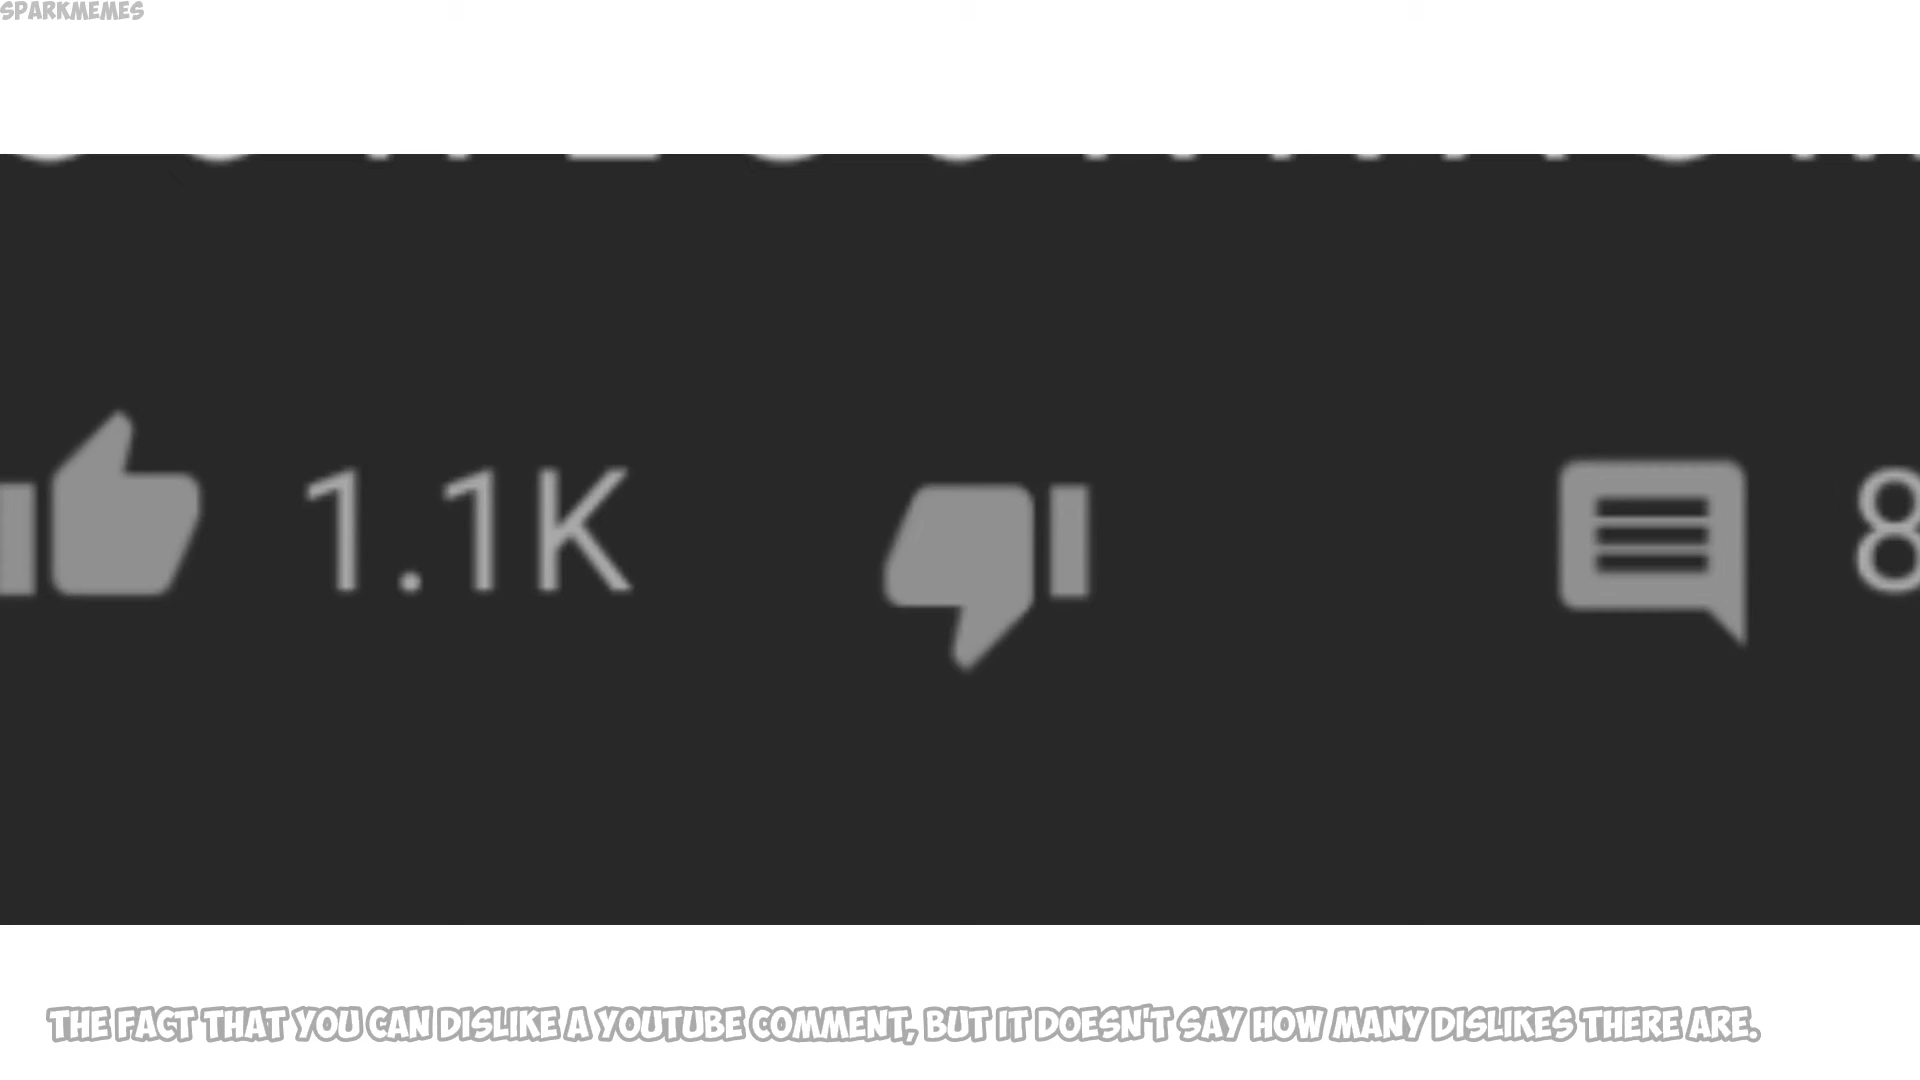 SPARKMEMES
1.1K
8
THE FACT THAT YOU CAN DISLIKE A YOUTUBE COMMENT, BUT IT DOESN'T SAY HOW MANY DISLIKES THERE ARE.